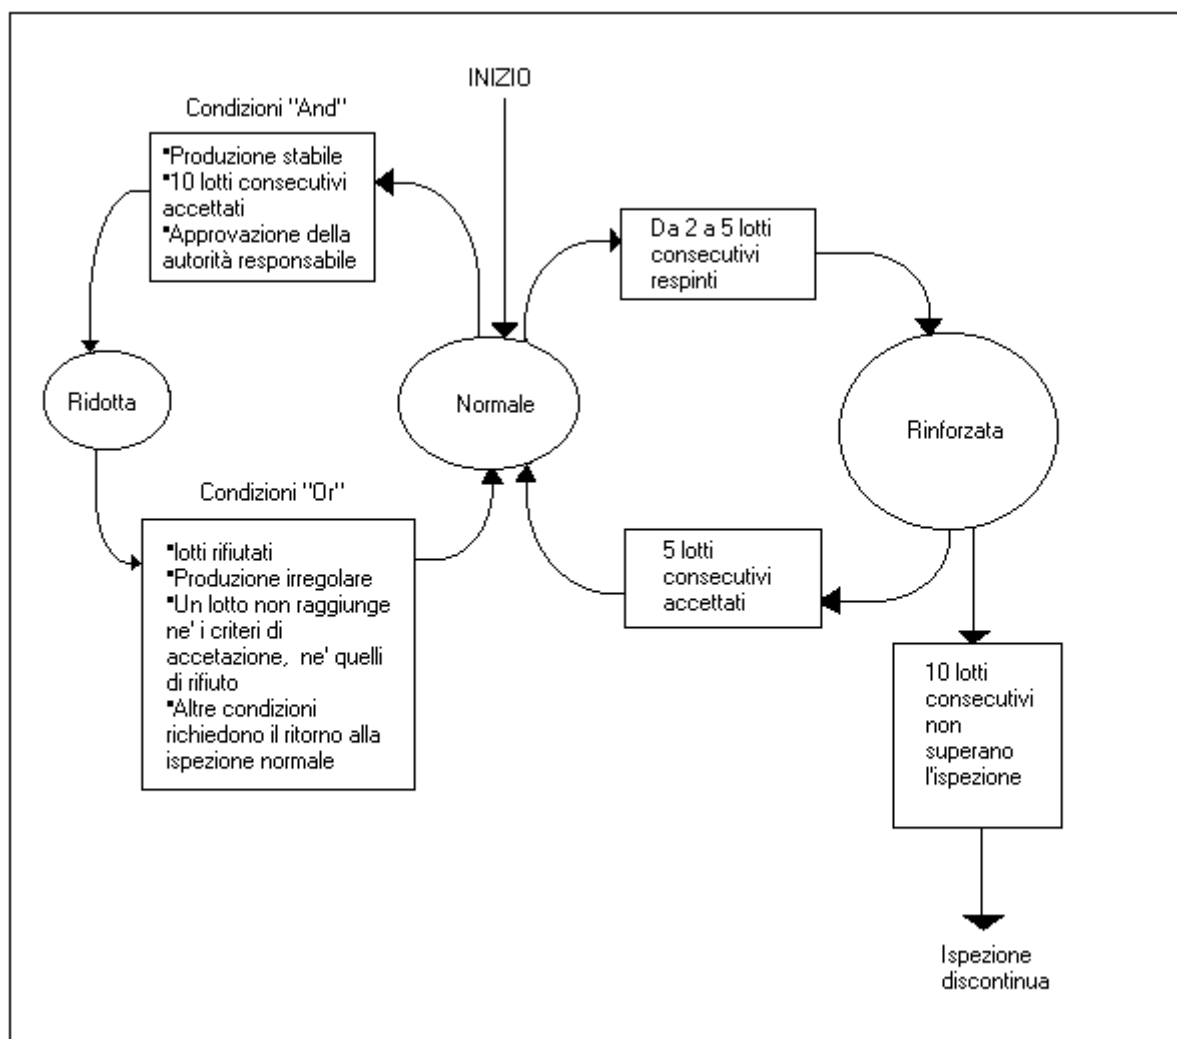 INIZIO
Condizioni "And"
▪Produzione stabile
▪10 lotti consecutivi
accettati
▪Approvazione della
autorità responsabile
Da 2 a 5 lotti
consecutivi
respinti
Ridotta
Normale
Rinforzata
Condizioni "Or"
▪lotti rifiutati
▪Produzione irregolare
▪Un lotto non raggiunge
ne' i criteri di
accetazione, ne' quelli
di rifiuto
▪Altre condizioni
richiedono il ritorno alla
ispezione normale
5 lotti
consecutivi
accettati
10 lotti
consecutivi
non
superano
l'ispezione
Ispezione
discontinua